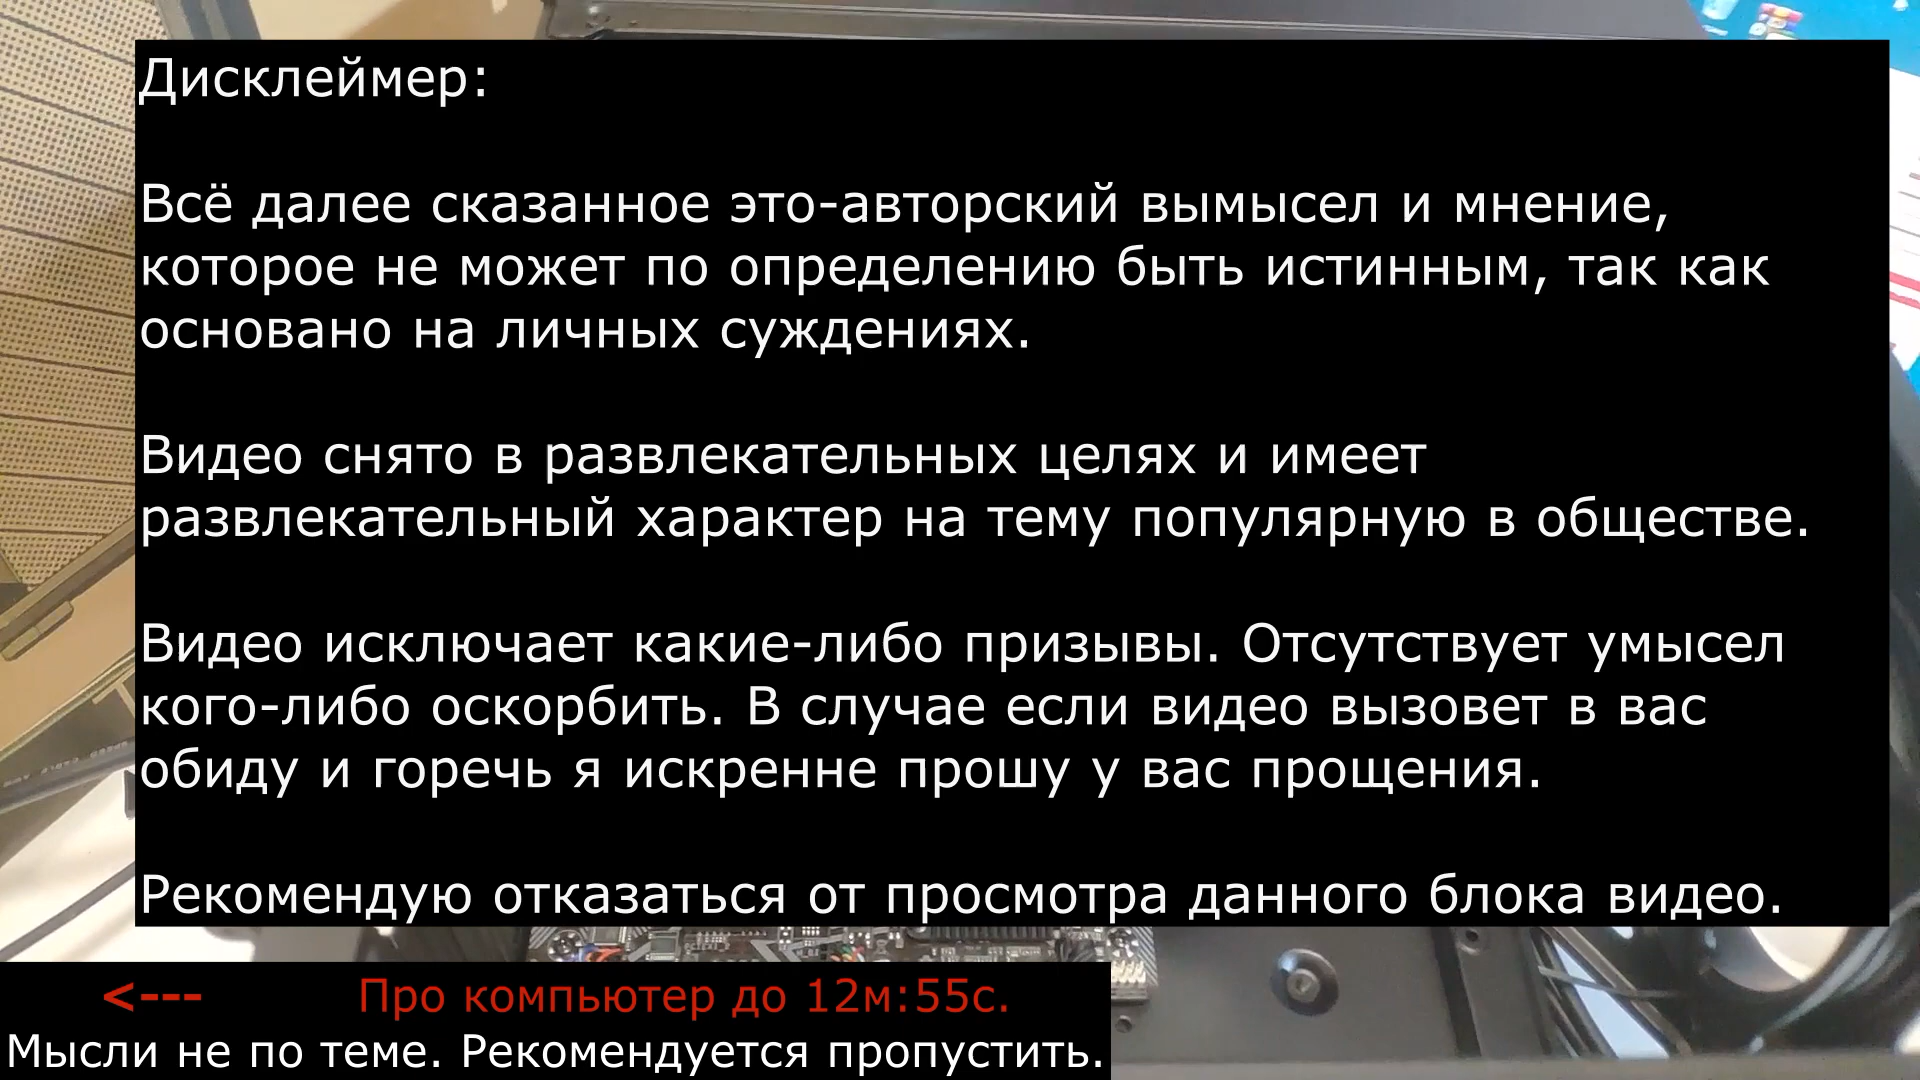 Дисклеймер:
Всё далее сказанное это-авторский вымысел и мнение,
которое не может по определению быть истинным, так как
основано на личных суждениях.
Видео снято в развлекательных целях и имеет
развлекательный характер на тему популярную в обществе.
Видео исключает какие-либо призывы. Отсутствует умысел
кого-либо оскорбить. В случае если видео вызовет в вас
обиду и горечь я искренне прошу у вас прощения.
Рекомендую отказаться от просмотра данного блока видео.
<--- Про компьютер до 12м:55с.
Мысли не по теме. Рекомендуется пропустить.